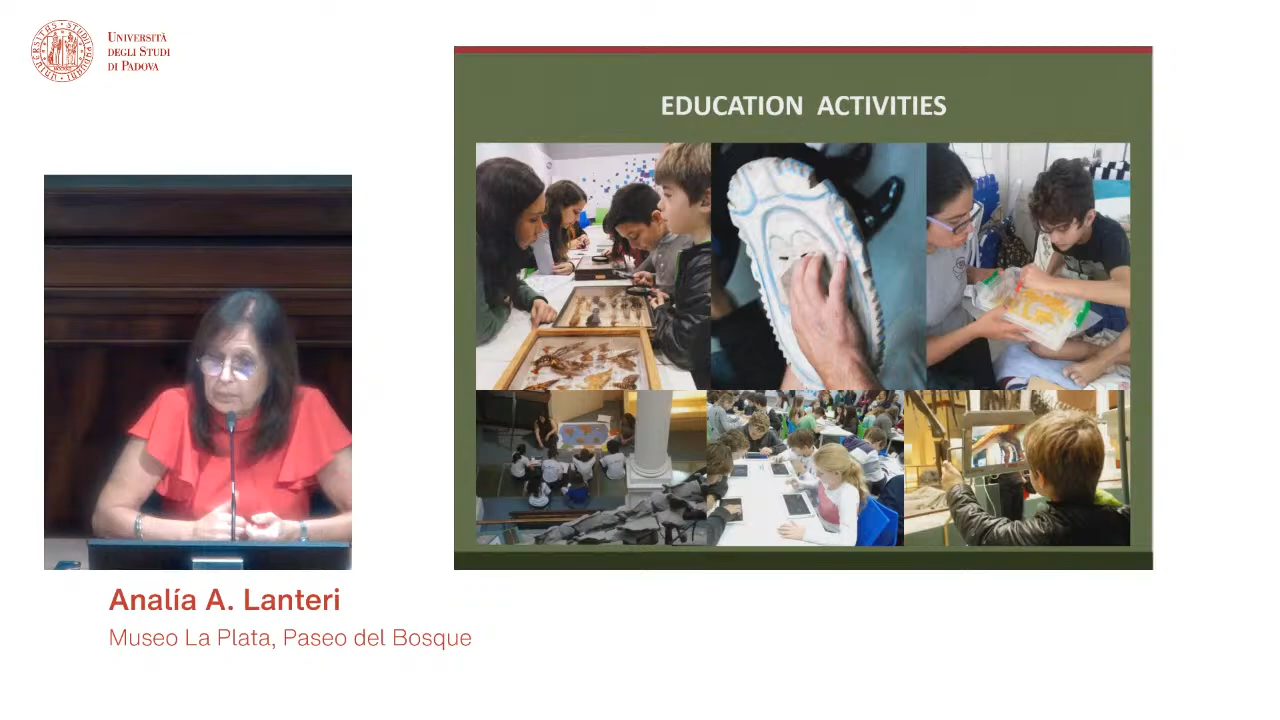 UNIVERSITÀ
DEGLI STUDI
DI PADOVA
EDUCATION ACTIVITIES
Analía A. Lanteri
Museo La Plata, Paseo del Bosque